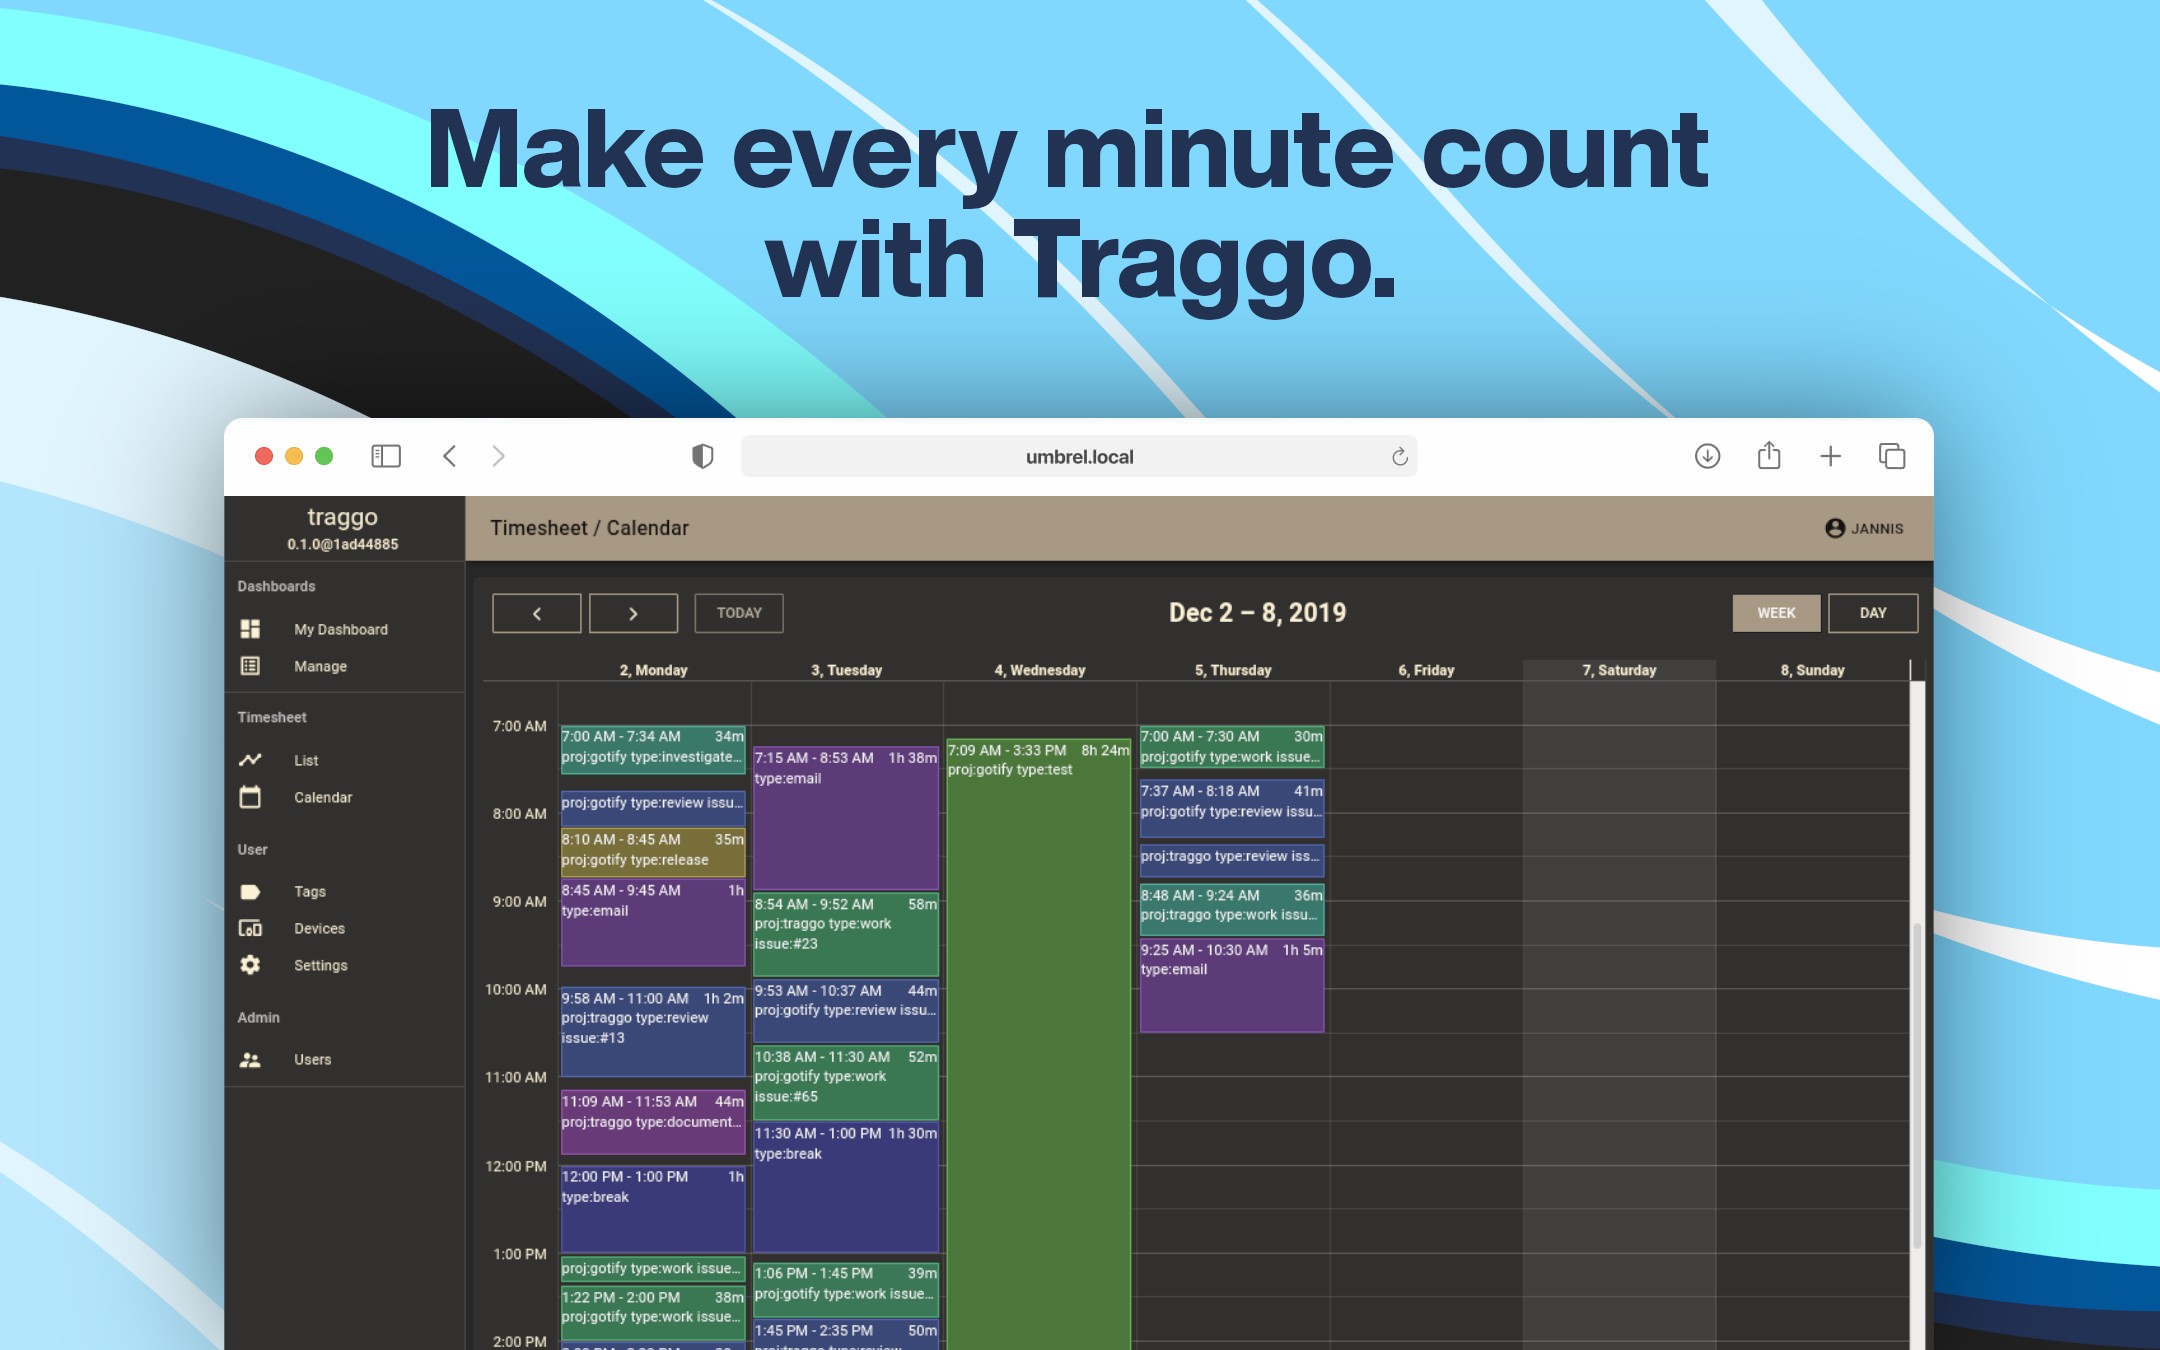 Make every minute count
with Traggo.
umbrel.local
traggo
0.1.0@1ad44885
Timesheet / Calendar
JANNIS
Dashboards
My Dashboard
Manage
Timesheet
List
Calendar
User
Tags
Devices
Settings
Admin
Users
TODAY
Dec 2 – 8, 2019
WEEK
DAY
2, Monday
3, Tuesday
4, Wednesday
5, Thursday
6, Friday
7, Saturday
8, Sunday
7:00 AM
8:00 AM
9:00 AM
10:00 AM
11:00 AM
12:00 PM
1:00 PM
2:00 PM
7:00 AM - 7:34 AM 34m
proj:gotify type:investigate…
proj:gotify type:review issu…
8:10 AM - 8:45 AM 35m
proj:gotify type:release
8:45 AM - 9:45 AM 1h
type:email
9:58 AM - 11:00 AM 1h 2m
proj:traggo type:review
issue:#13
11:09 AM - 11:53 AM 44m
proj:traggo type:document…
12:00 PM - 1:00 PM 1h
type:break
proj:gotify type:work issue…
1:22 PM - 2:00 PM 38m
proj:gotify type:work issue…
7:15 AM - 8:53 AM 1h 38m
type:email
8:54 AM - 9:52 AM 58m
proj:traggo type:work
issue:#23
9:53 AM - 10:37 AM 44m
proj:gotify type:review issu…
10:38 AM - 11:30 AM 52m
proj:gotify type:work
issue:#65
11:30 AM - 1:00 PM 1h 30m
type:break
1:06 PM - 1:45 PM 39m
proj:gotify type:work issue…
1:45 PM - 2:35 PM 50m
proj:traggo type:review
7:09 AM - 3:33 PM 8h 24m
proj:gotify type:test
7:00 AM - 7:30 AM 30m
proj:gotify type:work issue…
7:37 AM - 8:18 AM 41m
proj:gotify type:review issu…
proj:traggo type:review iss…
8:48 AM - 9:24 AM 36m
proj:traggo type:work issu…
9:25 AM - 10:30 AM 1h 5m
type:email